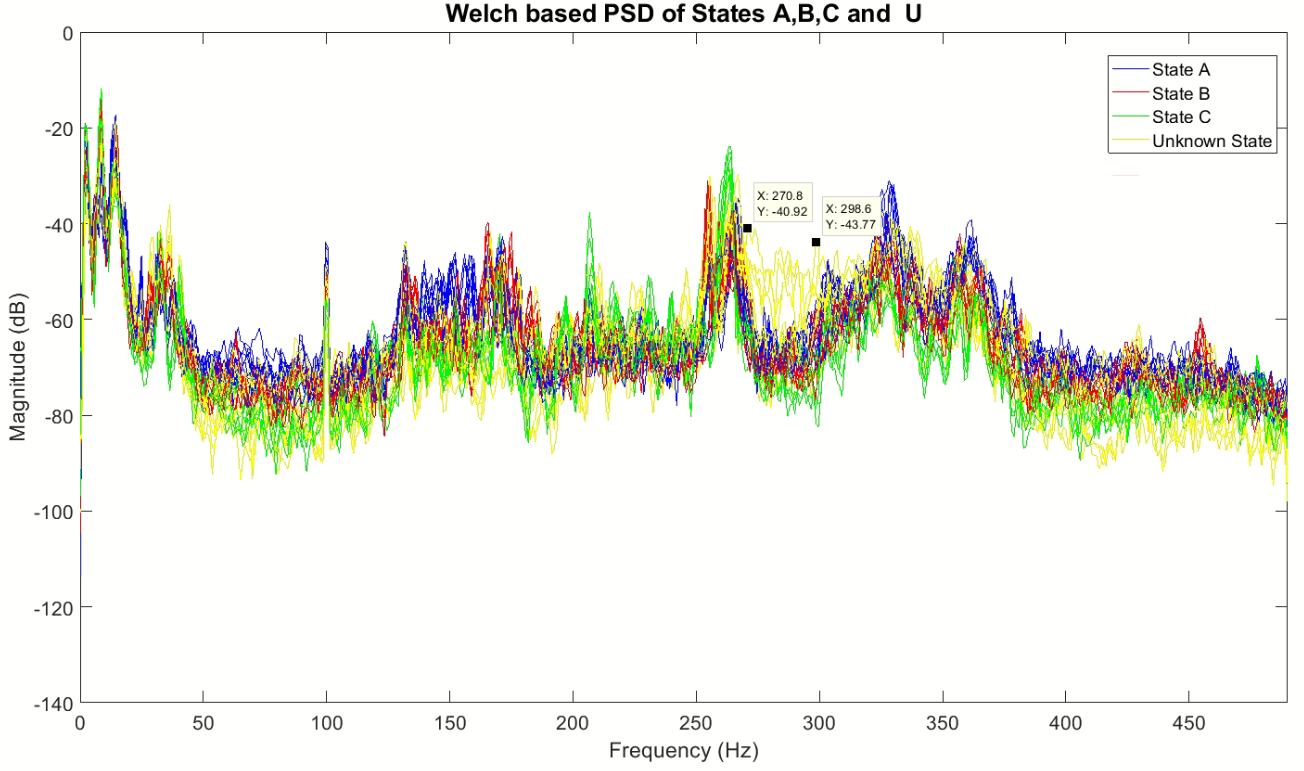 Welch based PSD of States A,B,C and U
0
-20
-40
-60
-80
-100
-120
-140
Magnitude (dB)
0 50 100 150 200 250 300 350 400 450
Frequency (Hz)
X: 270.8
Y: -40.92
X: 298.6
Y: -43.77
State A
State B
State C
Unknown State